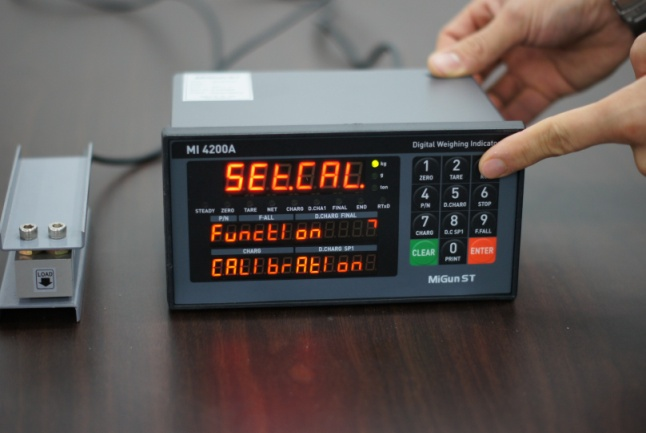 MI 4200A
Digital Weighing Indicator
SEt.CAL.
kg
g
ton
STEADY ZERO TARE NET CHARG D.CHA1 FINAL END RTxD
P/N F-ALL D.CHARG FINAL
Function 7
CHARG D.CHARG SP1
CALibrAtion
1 2
ZERO TARE
4 5 6
P/N D.CHARG STOP
7 8 9
CHARG D.C SP1 F.FALL
CLEAR 0 ENTER
PRINT
MiGun ST
LOAD